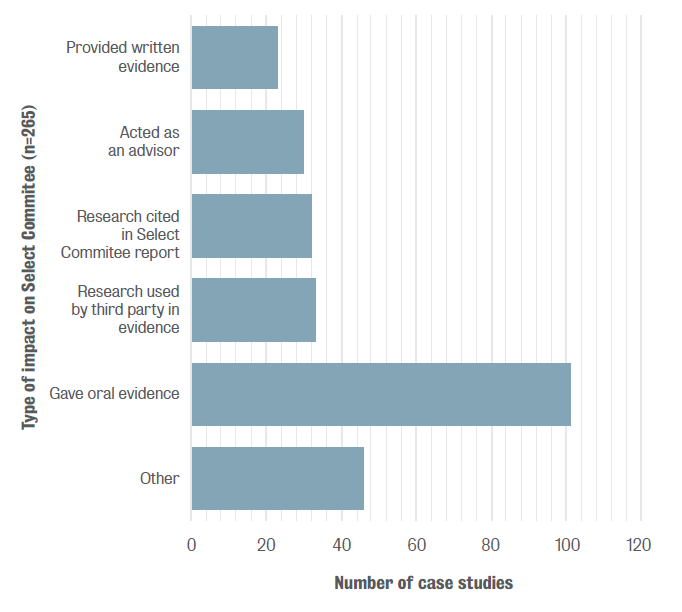 Type of impact on Select Commitee (n=265)
Provided written
evidence
Acted as
an advisor
Research cited
in Select
Commitee report
Research used
by third party in
evidence
Gave oral evidence
Other
0 20 40 60 80 100 120
Number of case studies